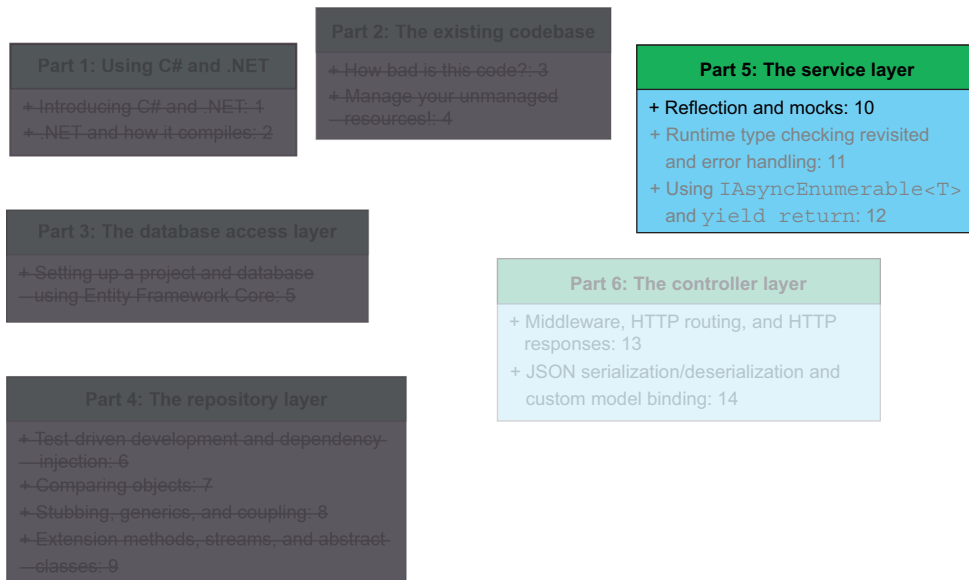 Part 1: Using C# and .NET
+ Introducing C# and .NET: 1
+ .NET and how it compiles: 2
Part 2: The existing codebase
+ How bad is this code?: 3
+ Manage your unmanaged
resources!: 4
Part 5: The service layer
+ Reflection and mocks: 10
+ Runtime type checking revisited
and error handling: 11
+ Using IAsyncEnumerable<T>
and yield return: 12
Part 3: The database access layer
+ Setting up a project and database
using Entity Framework Core: 5
Part 6: The controller layer
+ Middleware, HTTP routing, and HTTP
responses: 13
+ JSON serialization/deserialization and
custom model binding: 14
Part 4: The repository layer
+ Test driven development and dependency
injection: 6
+ Comparing objects: 7
+ Stubbing, generics, and coupling: 8
+ Extension methods, streams, and abstract
classes: 9